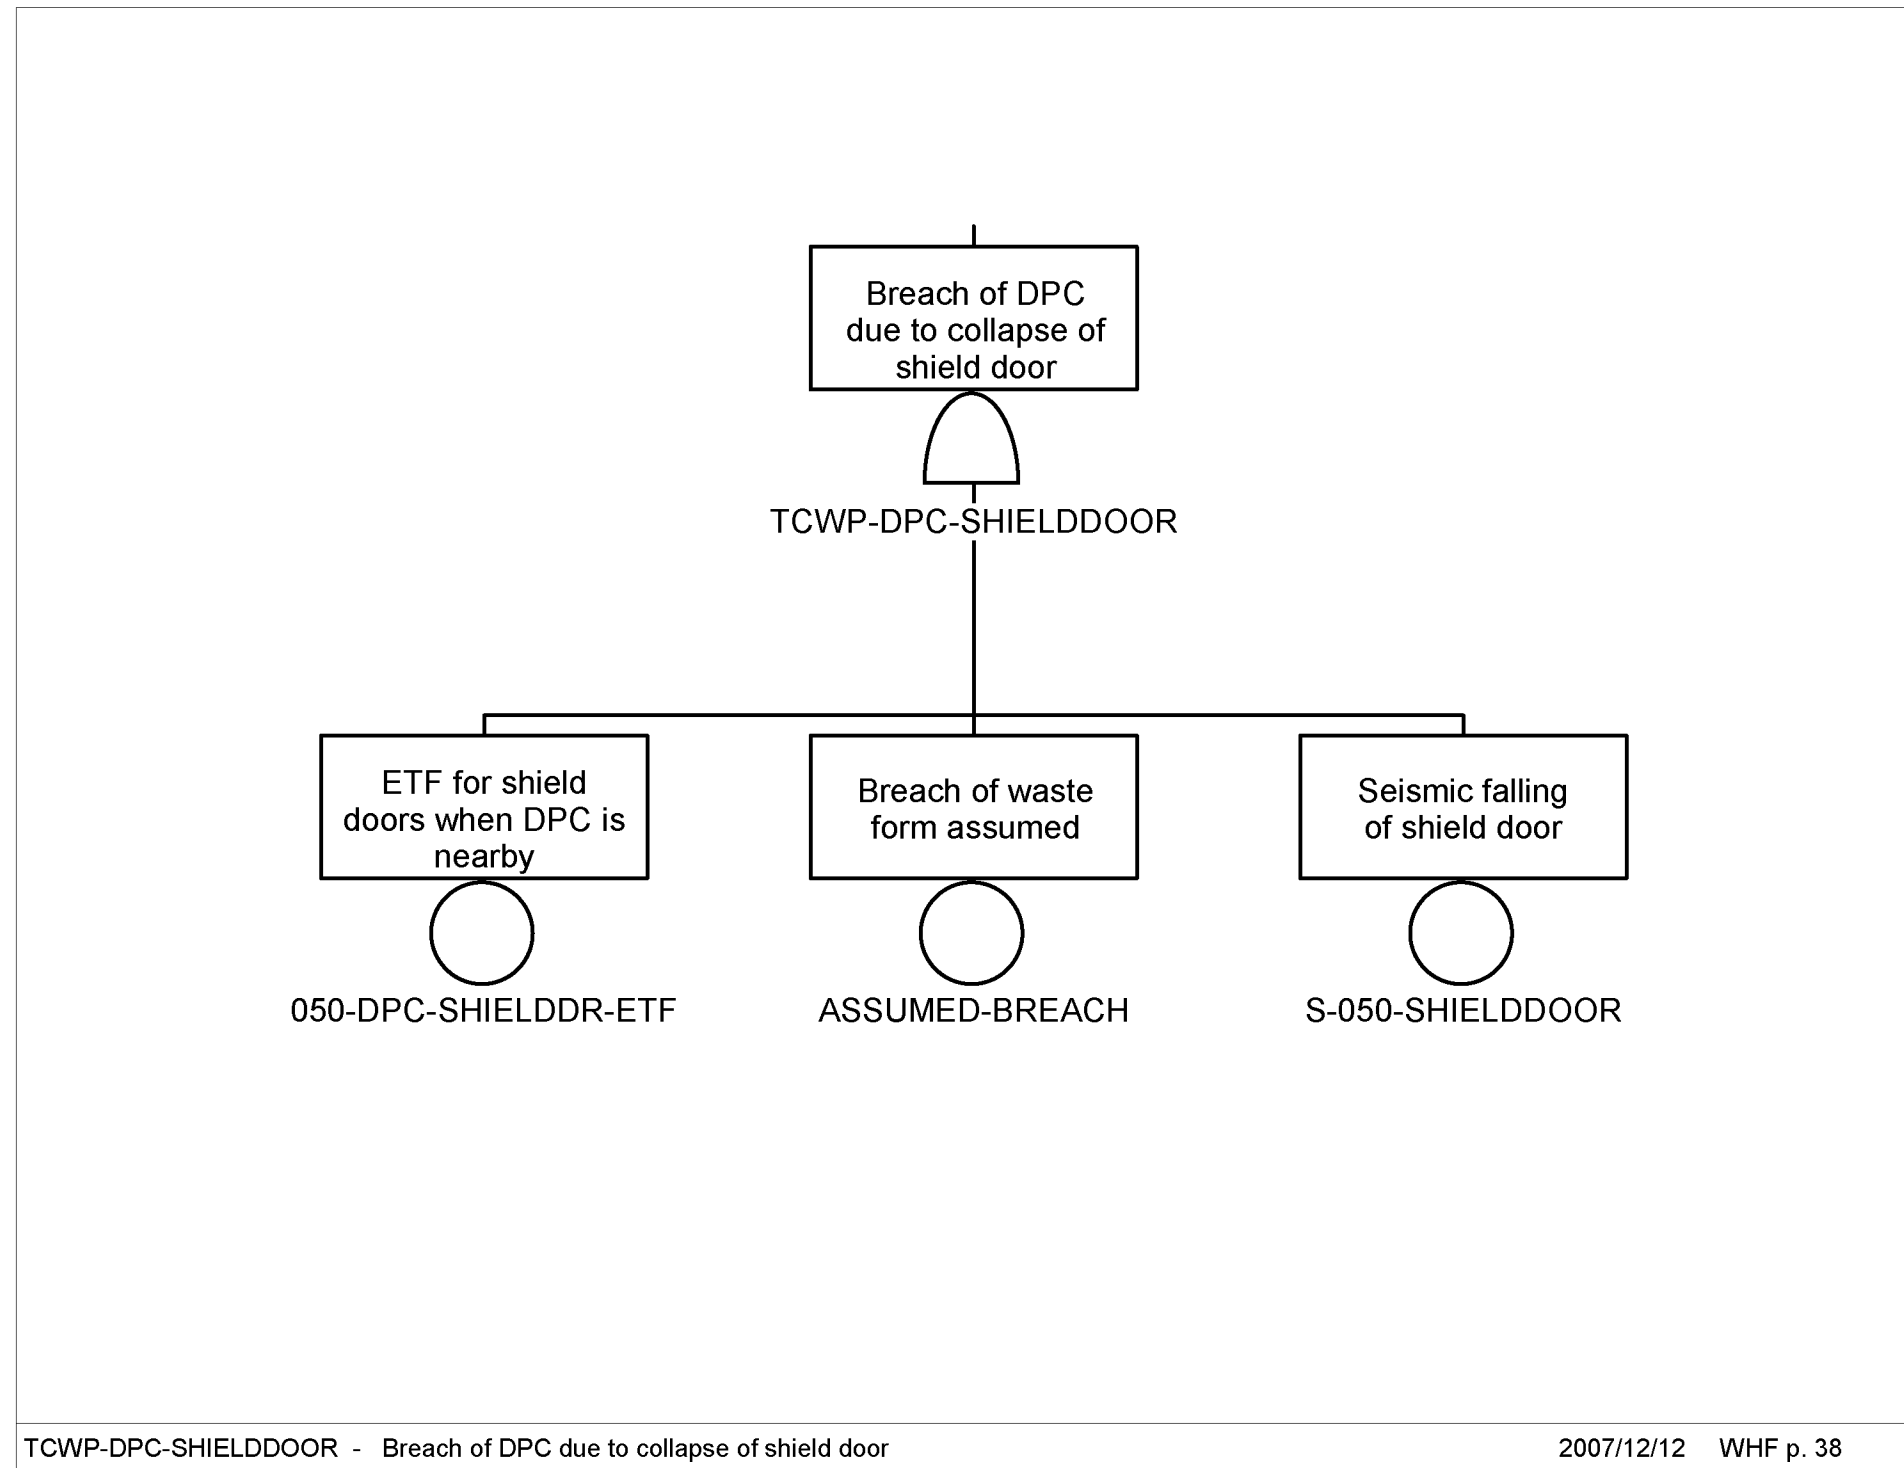 Breach of DPC
due to collapse of
shield door
TCWP-DPC-SHIELDDOOR
ETF for shield
doors when DPC is
nearby
050-DPC-SHIELDDR-ETF
Breach of waste
form assumed
ASSUMED-BREACH
Seismic falling
of shield door
S-050-SHIELDDOOR
TCWP-DPC-SHIELDDOOR - Breach of DPC due to collapse of shield door
2007/12/12 WHF p. 38